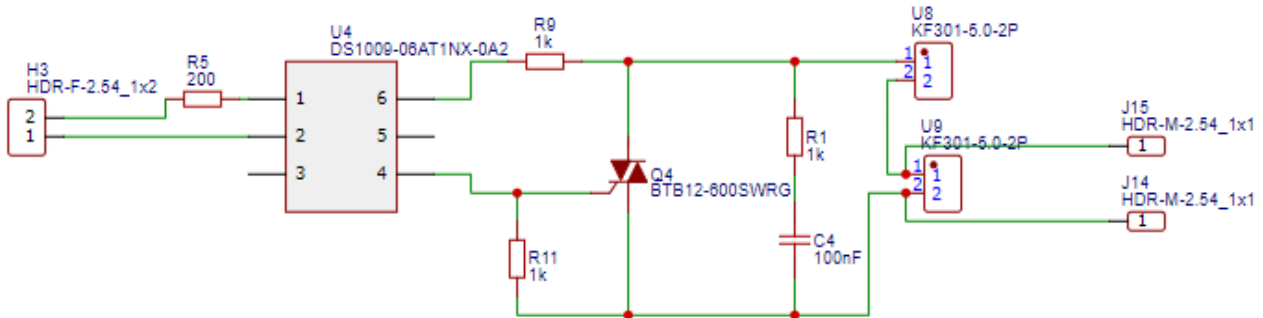 H3
HDR-F-2.54_1x2
2
1
R5
200
U4
DS1009-06AT1NX-0A2
1
2
3
6
5
4
R9
1k
R11
1k
Q4
BTB12-600SWRG
R1
1k
C4
100nF
U8
KF301-5.0-2P
1
2
1
2
U9
KF301-5.0-2P
1
2
1
2
J15
HDR-M-2.54_1x1
1
J14
HDR-M-2.54_1x1
1